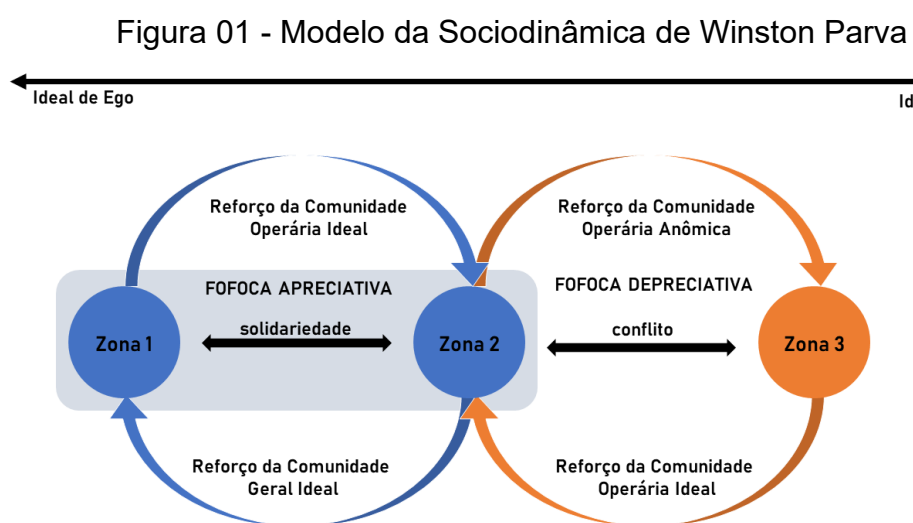 Figura 01 - Modelo da Sociodinâmica de Winston Parva
Ideal de Ego
Id
Reforço da Comunidade
Operária Ideal
Reforço da Comunidade
Operária Anômica
FOFOCA APRECIATIVA
FOFOCA DEPRECIATIVA
solidariedade
conflito
Zona 1
Zona 2
Zona 3
Reforço da Comunidade
Geral Ideal
Reforço da Comunidade
Operária Ideal